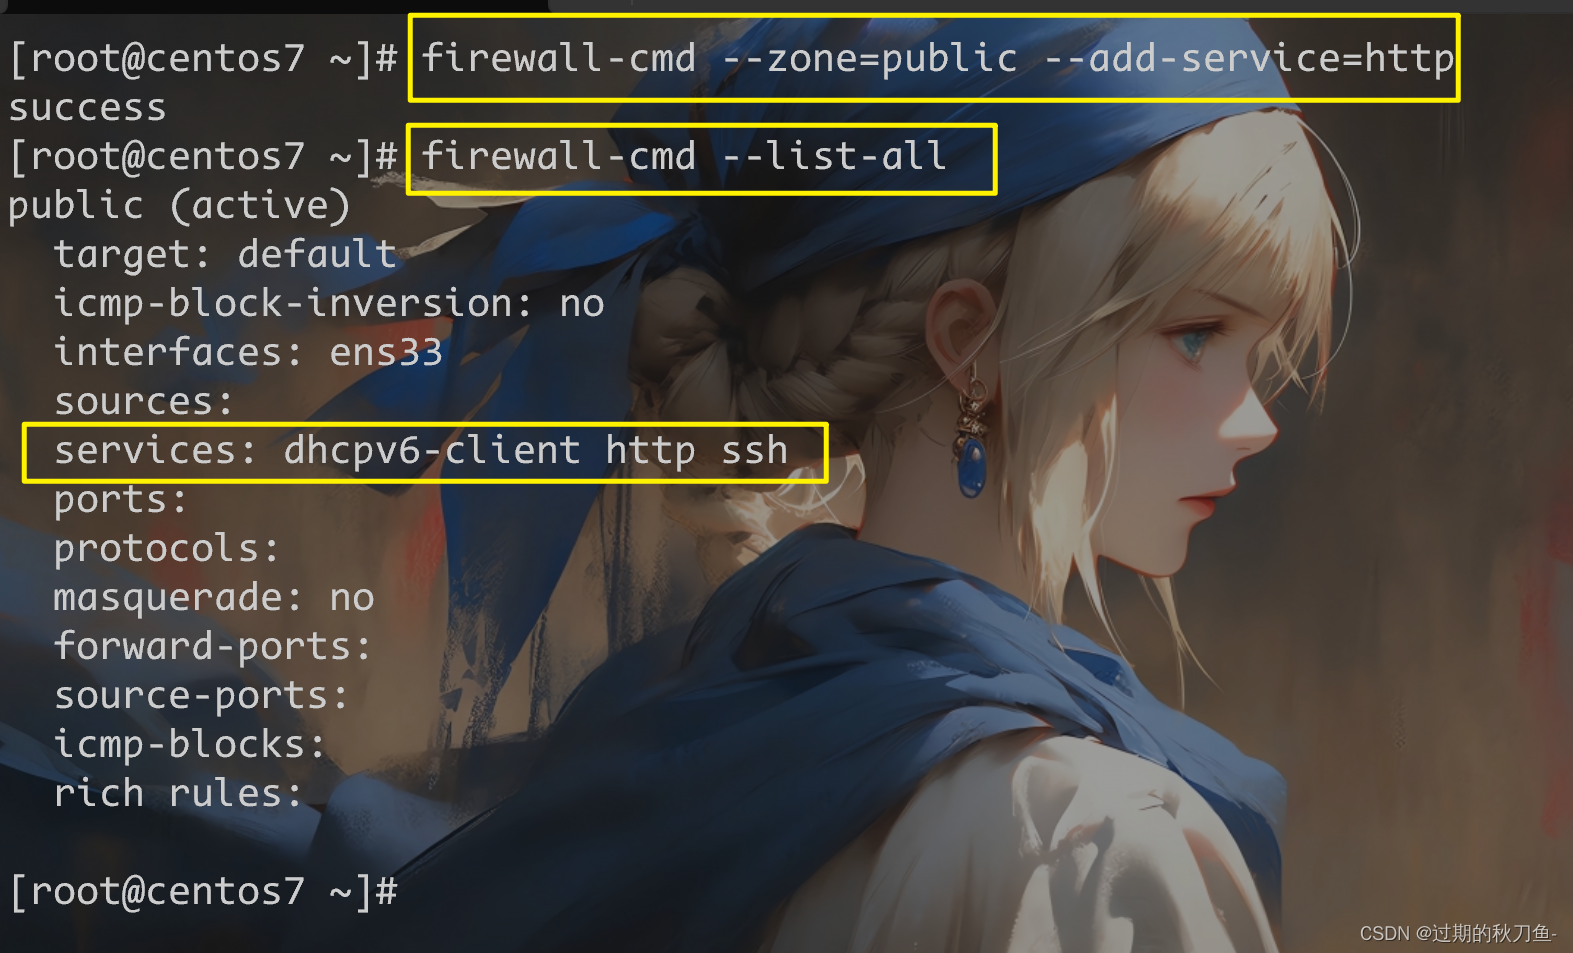 [root@centos7 ~]# firewall-cmd --zone=public --add-service=http
success
[root@centos7 ~]# firewall-cmd --list-all
public (active)
  target: default
  icmp-block-inversion: no
  interfaces: ens33
  sources:
  services: dhcpv6-client http ssh
  ports:
  protocols:
  masquerade: no
  forward-ports:
  source-ports:
  icmp-blocks:
  rich rules:
[root@centos7 ~]#
CSDN @过期的秋刀鱼-